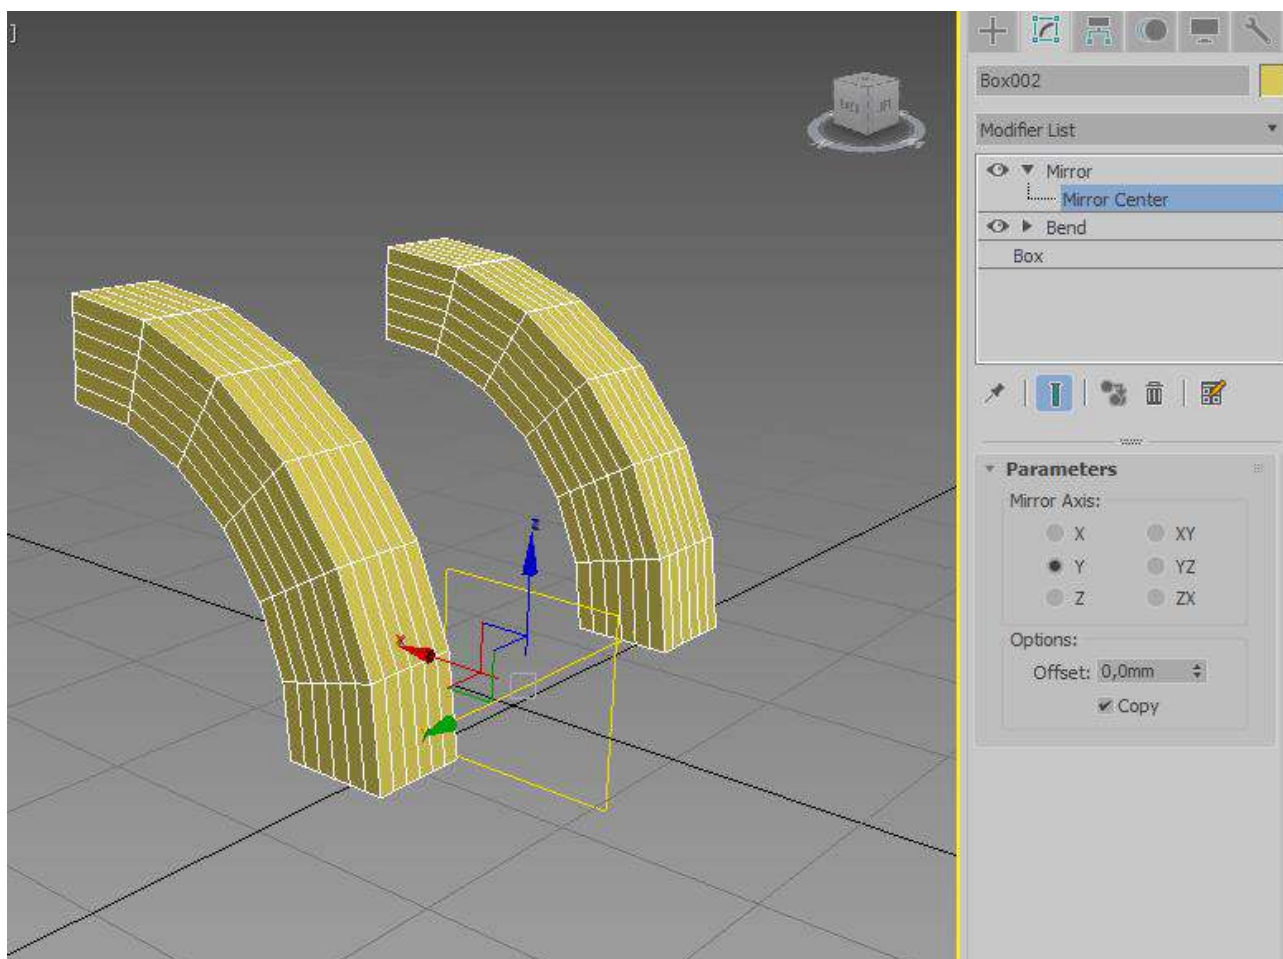 ]
Box002
Modifier List
Mirror
Mirror Center
Bend
Box
Parameters
Mirror Axis:
X XY
Y YZ
Z ZX
Options:
Offset: 0,0mm
Copy
z
x